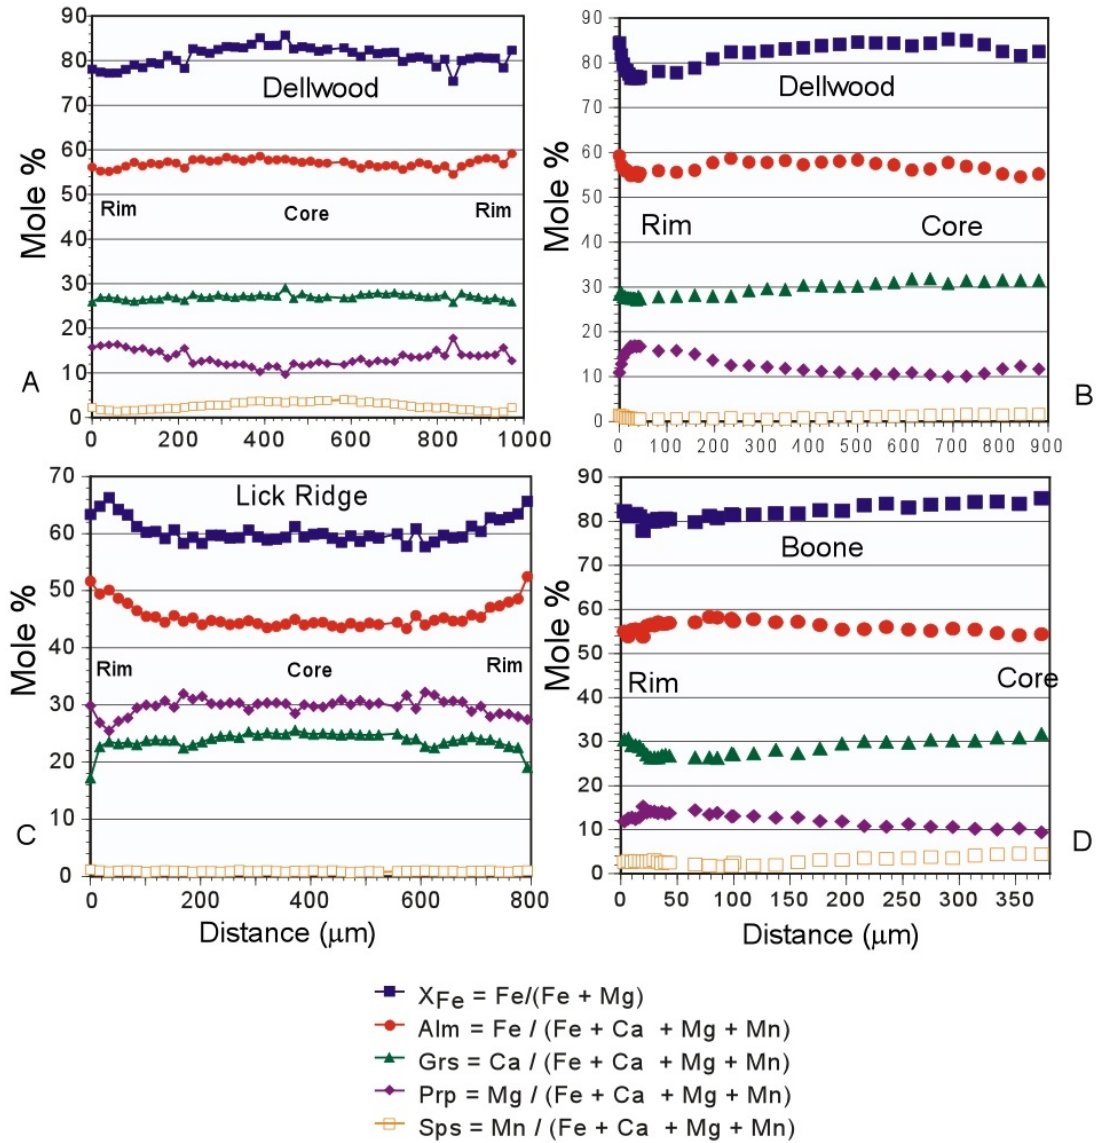 90
80
70
60
50
40
30
20
10
0
Mole %
Dellwood
Rim
Core
Rim
A
0
200
400
600
800
1000
90
80
70
60
50
40
30
20
10
0
Mole %
Dellwood
Rim
Core
B
0
100
200
300
400
500
600
700
800
900
70
60
50
40
30
20
10
0
Mole %
Lick Ridge
Rim
Core
Rim
C
0
200
400
600
800
Distance (μm)
90
80
70
60
50
40
30
20
10
0
Mole %
Boone
Rim
Core
D
0
50
100
150
200
250
300
350
Distance (μm)
XFe = Fe/(Fe + Mg)
Alm = Fe / (Fe + Ca + Mg + Mn)
Grs = Ca / (Fe + Ca + Mg + Mn)
Prp = Mg / (Fe + Ca + Mg + Mn)
Sps = Mn / (Fe + Ca + Mg + Mn)